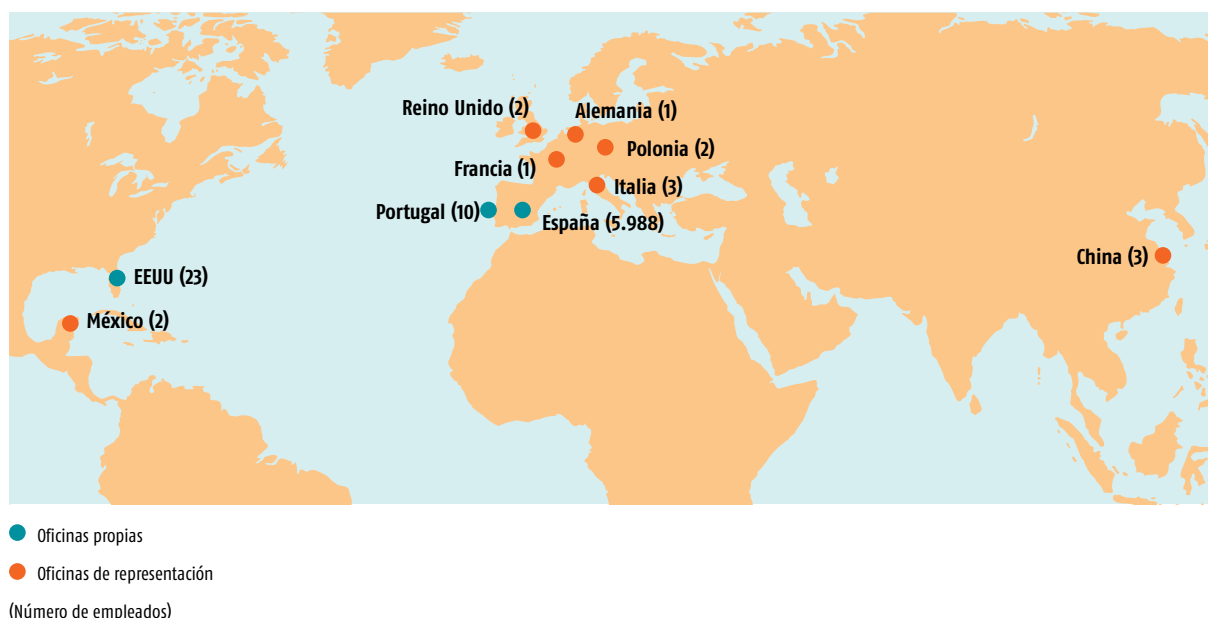 Reino Unido (2)
Alemania (1)
Polonia (2)
Francia (1)
Italia (3)
Portugal (10)
España (5.988)
China (3)
EEUU (23)
México (2)
Oficinas propias
Oficinas de representación
(Número de empleados)